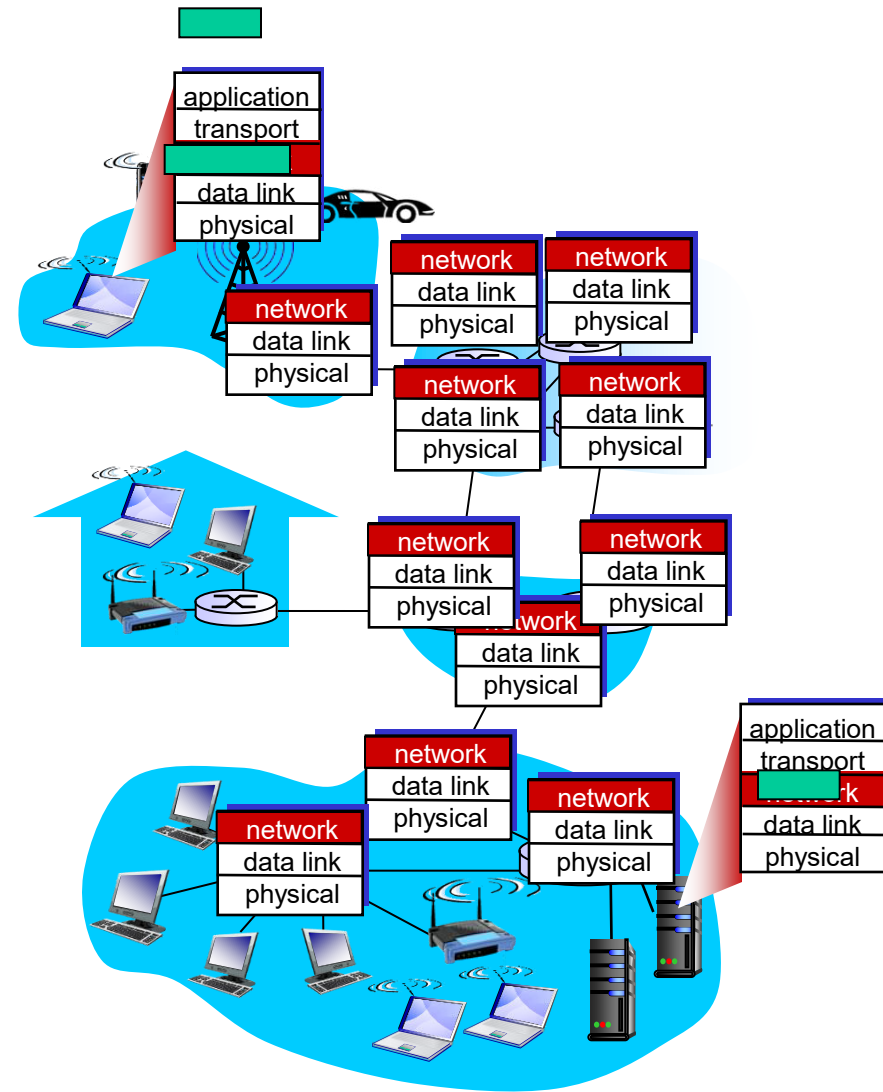 application
transport
data link
physical
network
data link
physical
network
data link
physical
network
data link
physical
network
data link
physical
network
data link
physical
network
data link
physical
network
data link
physical
network
data link
physical
application
transport
network
data link
physical
network
data link
physical
network
data link
physical
network
data link
physical